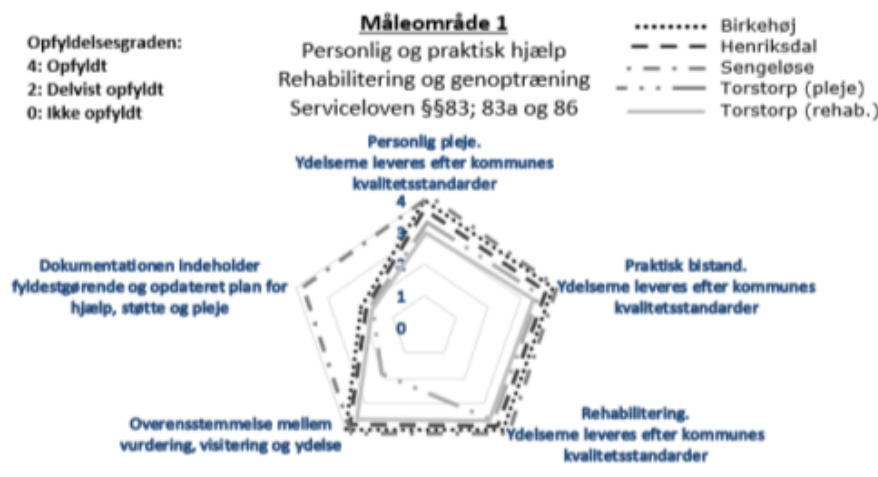 Måleområde 1
Personlig og praktisk hjælp
Rehabilitering og genoptræning
Serviceloven §§83; 83a og 86
Opfyldelsesgraden:
4: Opfyldt
2: Delvist opfyldt
0: Ikke opfyldt
Birkehøj
Henriksdal
Sengeløse
Torstorp (pleje)
Torstorp (rehab.)
Personlig pleje.
Ydelserne leveres efter kommunes
kvalitetsstandarder
4
3
2
1
0
Praktisk bistand.
Ydelserne leveres efter kommunes
kvalitetsstandarder
Rehabilitering.
Ydelserne leveres efter kommunes
kvalitetsstandarder
Overensstemmelse mellem
vurdering, visitering og ydelse
Dokumentationen indeholder
fyldestgørende og opdateret plan for
hjælp, støtte og pleje